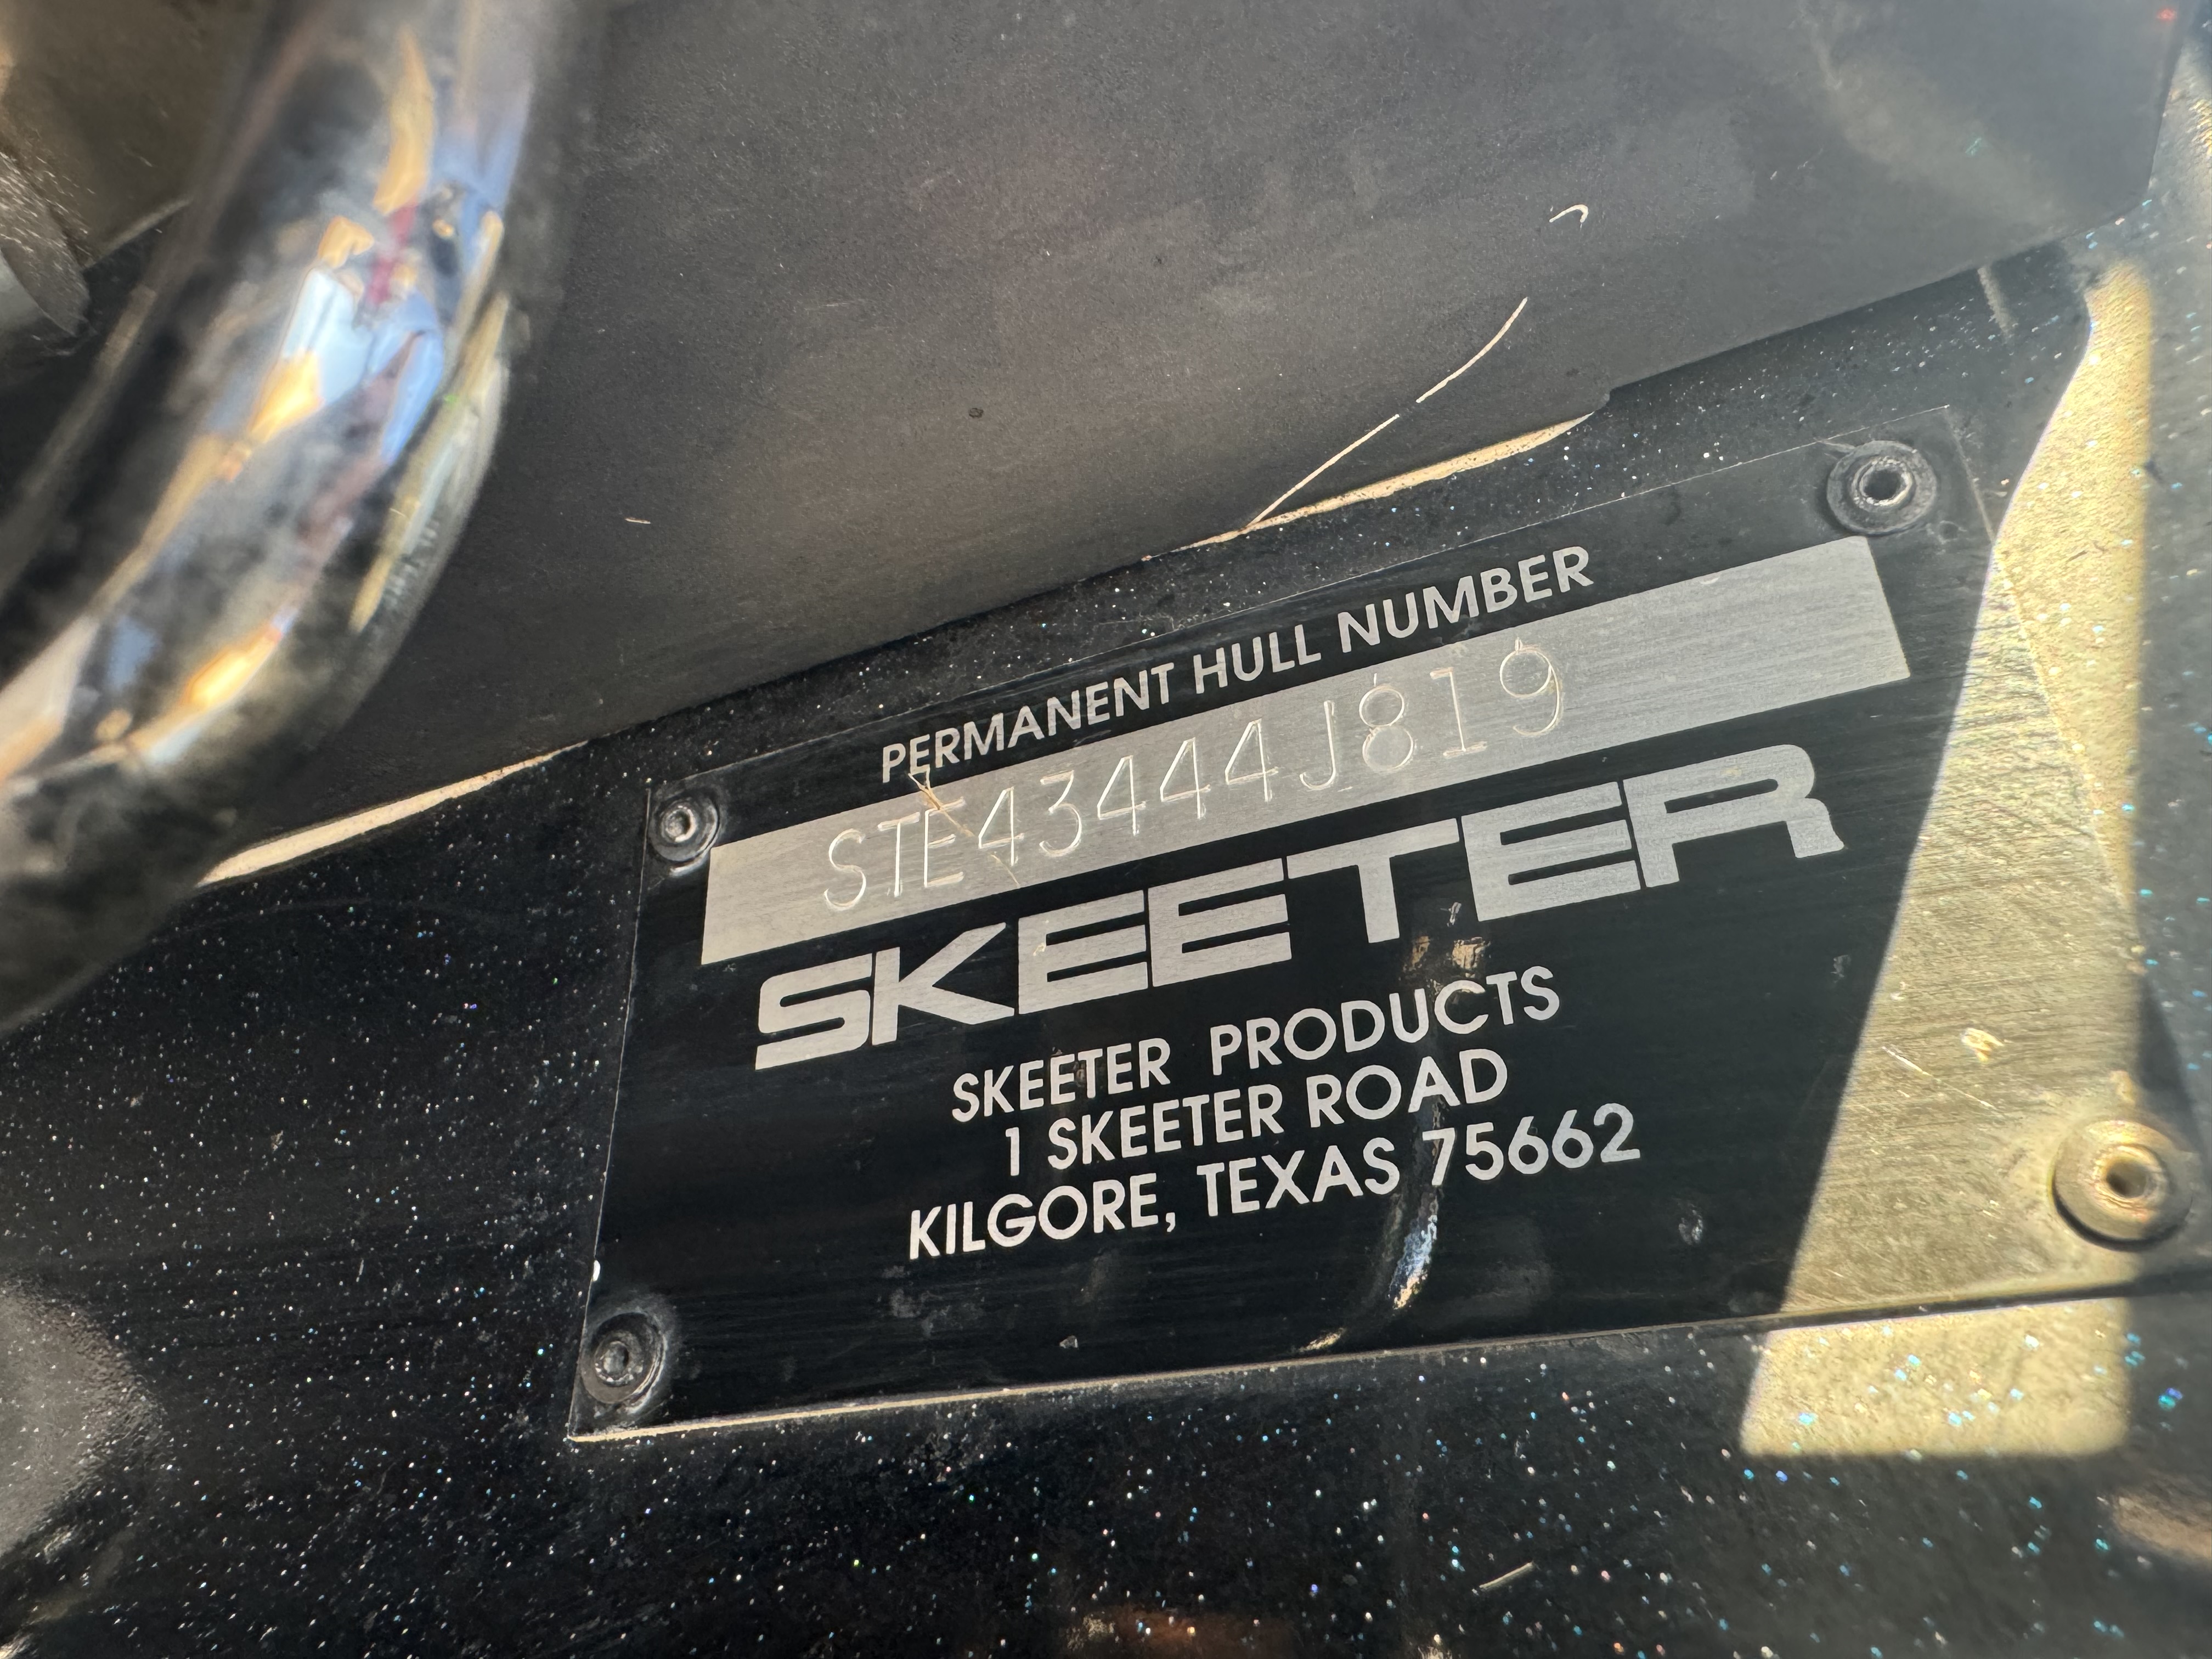 PERMANENT HULL NUMBER
STE43444J819
SKEETER
SKEETER PRODUCTS
1 SKEETER ROAD
KILGORE, TEXAS 75662